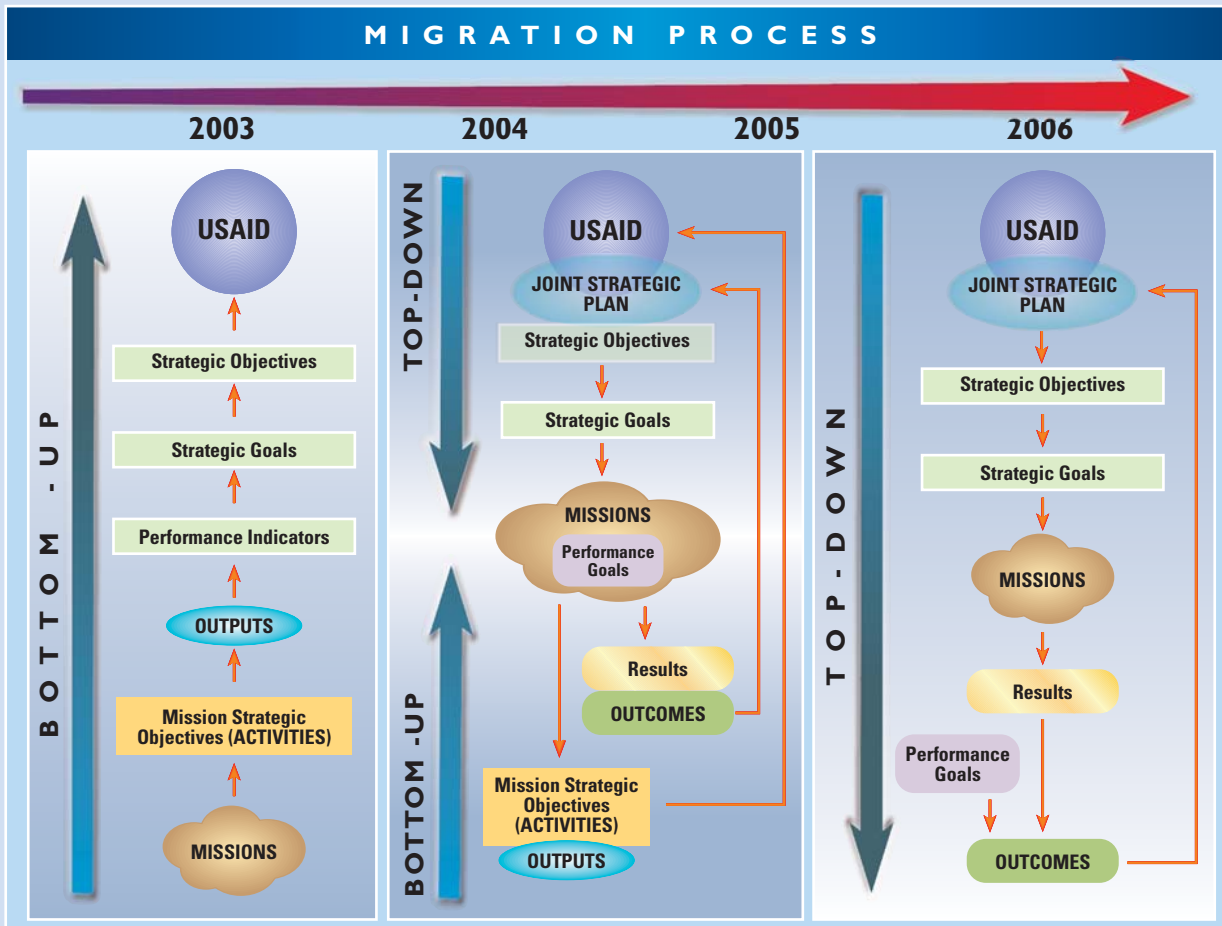 MIGRATION PROCESS
2003
2004
2005
2006
BOTTOM -UP
USAID
Strategic Objectives
Strategic Goals
Performance Indicators
OUTPUTS
Mission Strategic
Objectives (ACTIVITIES)
MISSIONS
TOP-DOWN
BOTTOM -UP
USAID
JOINT STRATEGIC
PLAN
Strategic Objectives
Strategic Goals
MISSIONS
Performance
Goals
Results
OUTCOMES
Mission Strategic
Objectives
(ACTIVITIES)
OUTPUTS
TOP-DOWN
USAID
JOINT STRATEGIC
PLAN
Strategic Objectives
Strategic Goals
MISSIONS
Results
Performance
Goals
OUTCOMES